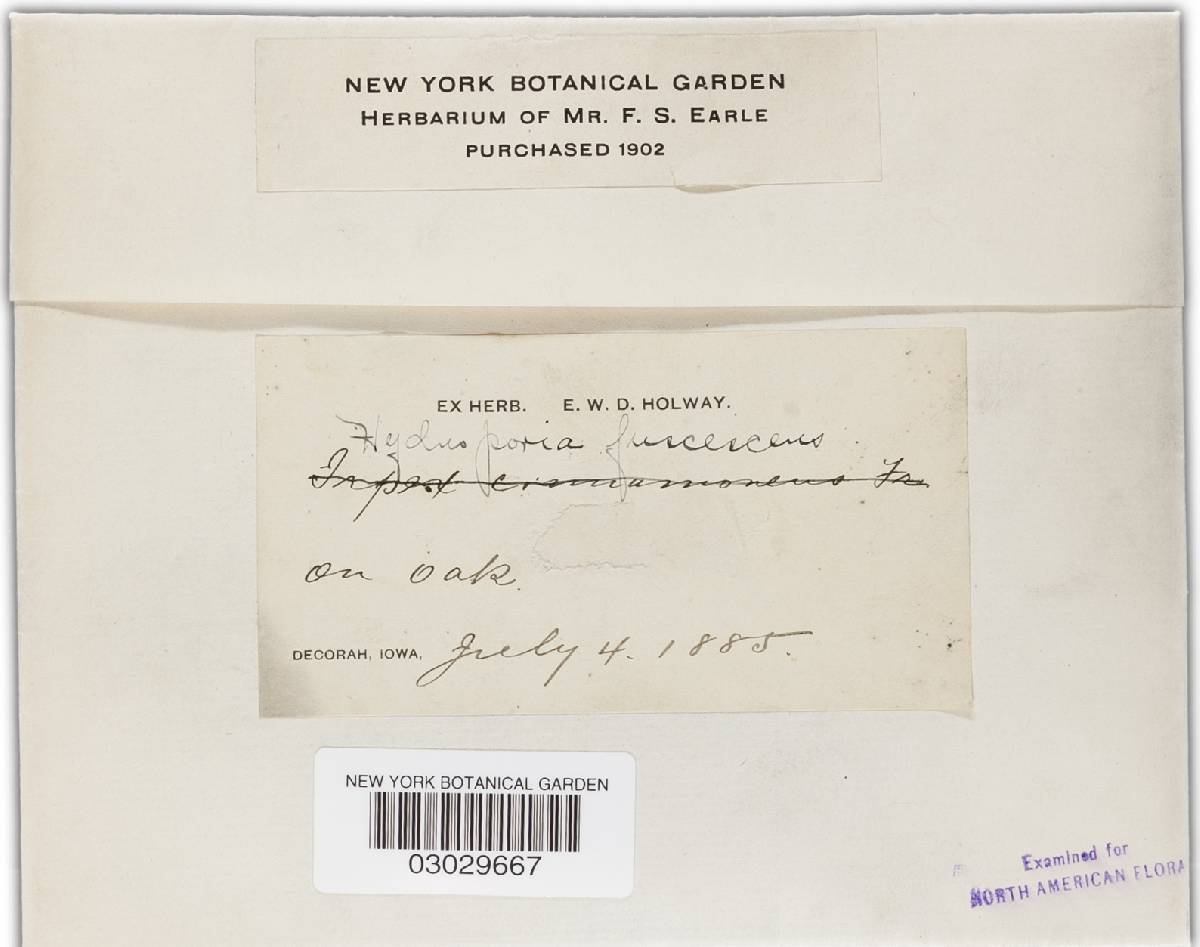 NEW YORK BOTANICAL GARDEN
HERBARIUM OF MR. F. S. EARLE
PURCHASED 1902
EX HERB. E. W. D. HOLWAY.
Hydnoporia fuscescens
Irpex cinnamomeus Fr
on oak.
DECORAH, IOWA, July 4. 1885.
NEW YORK BOTANICAL GARDEN
03029667
Examined for
NORTH AMERICAN FLORA